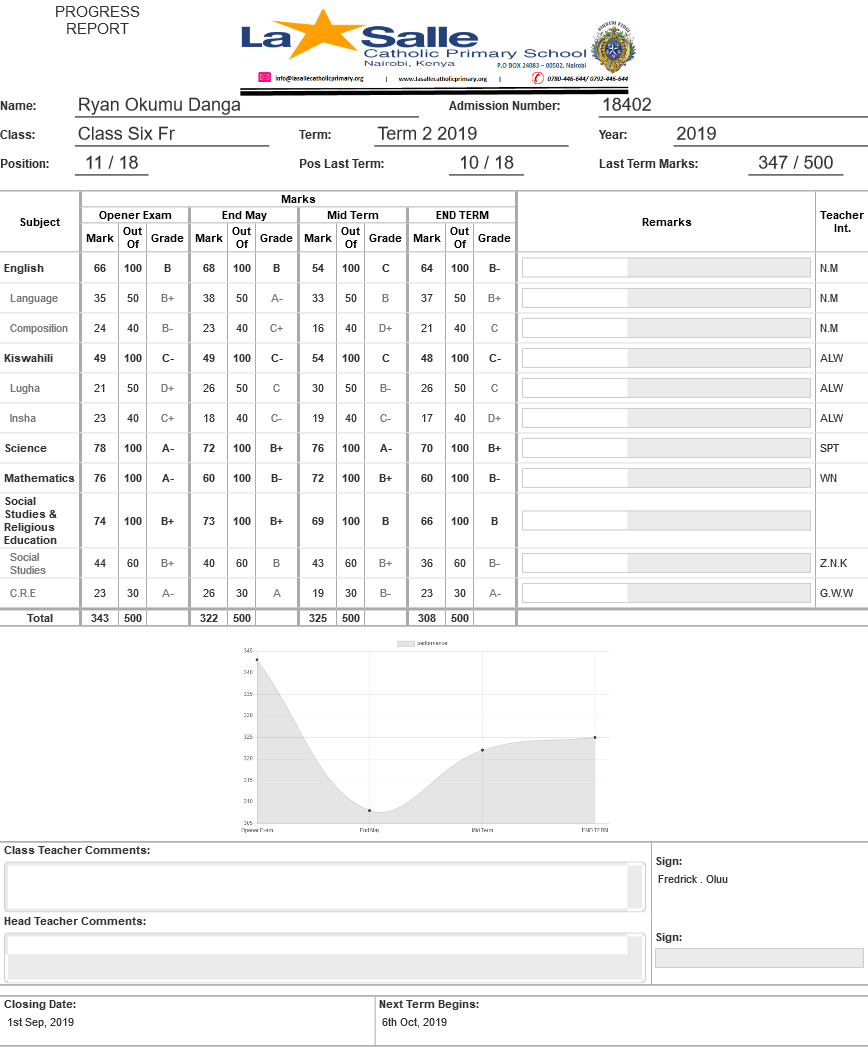 PROGRESS
REPORT
La Salle
Catholic Primary School
Nairobi, Kenya
P.O BOX 24083 – 00502, Nairobi
info@lasallecatholicprimary.org | www.lasallecatholicprimary.org | 0780-446-644/ 0792-446-644
Name: Ryan Okumu Danga Admission Number: 18402
Class: Class Six Fr Term: Term 2 2019 Year: 2019
Position: 11 / 18 Pos Last Term: 10 / 18 Last Term Marks: 347 / 500
Subject Marks Remarks Teacher Int.
Opener Exam End May Mid Term END TERM
Mark Out Of Grade Mark Out Of Grade Mark Out Of Grade Mark Out Of Grade
English 66 100 B 68 100 B 54 100 C 64 100 B- N.M
Language 35 50 B+ 38 50 A- 33 50 B 37 50 B+ N.M
Composition 24 40 B- 23 40 C+ 16 40 D+ 21 40 C N.M
Kiswahili 49 100 C- 49 100 C- 54 100 C 48 100 C- ALW
Lugha 21 50 D+ 26 50 C 30 50 B- 26 50 C ALW
Insha 23 40 C+ 18 40 C- 19 40 C- 17 40 D+ ALW
Science 78 100 A- 72 100 B+ 76 100 A- 70 100 B+ SPT
Mathematics 76 100 A- 60 100 B- 72 100 B+ 60 100 B- WN
Social Studies & Religious Education 74 100 B+ 73 100 B+ 69 100 B 66 100 B
Social Studies 44 60 B+ 40 60 B 43 60 B+ 36 60 B- Z.N.K
C.R.E 23 30 A- 26 30 A 19 30 B- 23 30 A- G.W.W
Total 343 500 322 500 325 500 308 500
performance
345
340
335
330
325
320
315
310
305
Opener Exam End May Mid Term END TERM
Class Teacher Comments:
Sign:
Fredrick . Oluu
Head Teacher Comments:
Sign:
Closing Date: Next Term Begins:
1st Sep, 2019 6th Oct, 2019